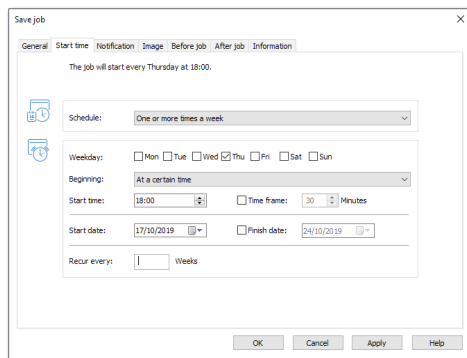 Save job
General Start time Notification Image Before job After job Information
The job will start every Thursday at 18:00.
Schedule: One or more times a week
Weekday: Mon Tue Wed Thu Fri Sat Sun
Beginning: At a certain time
Start time: 18:00 Time frame: 30 Minutes
Start date: 17/10/2019 Finish date: 24/10/2019
Recur every: Weeks
OK Cancel Apply Help